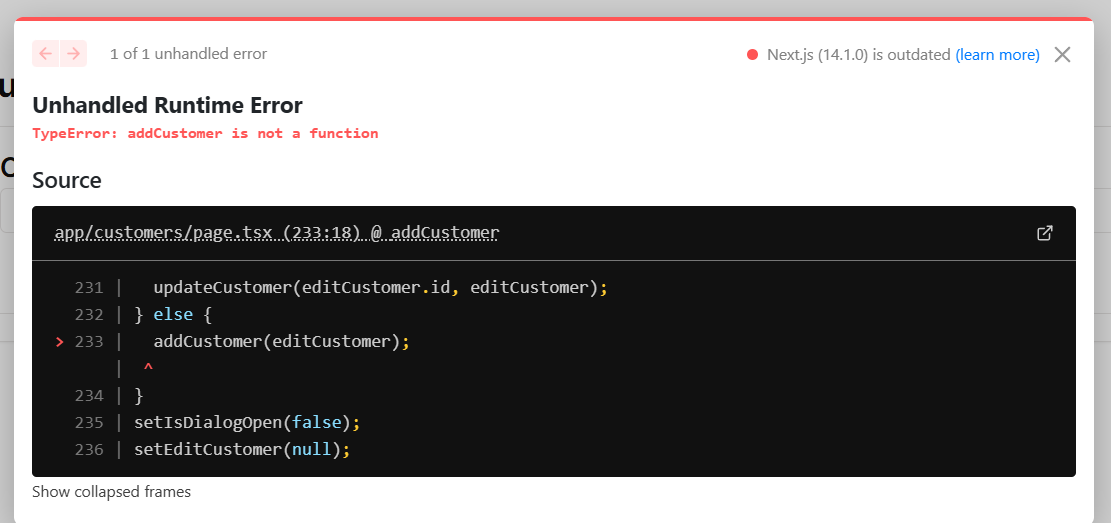 1 of 1 unhandled error
Next.js (14.1.0) is outdated (learn more)
Unhandled Runtime Error
TypeError: addCustomer is not a function
Source
app/customers/page.tsx (233:18) @ addCustomer
231 |   updateCustomer(editCustomer.id, editCustomer);
232 | } else {
> 233 |   addCustomer(editCustomer);
|  ^
234 | }
235 | setIsDialogOpen(false);
236 | setEditCustomer(null);
Show collapsed frames